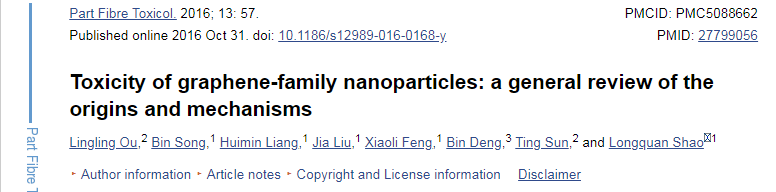 Part Fibre Toxicol. 2016; 13: 57.
PMCID: PMC5088662
Published online 2016 Oct 31. doi: 10.1186/s12989-016-0168-y
PMID: 27799056
Toxicity of graphene-family nanoparticles: a general review of the
origins and mechanisms
Lingling Ou,2 Bin Song,1 Huimin Liang,1 Jia Liu,1 Xiaoli Feng,1 Bin Deng,3 Ting Sun,2 and Longquan Shao1
Author information Article notes Copyright and License information Disclaimer
Part Fibre T